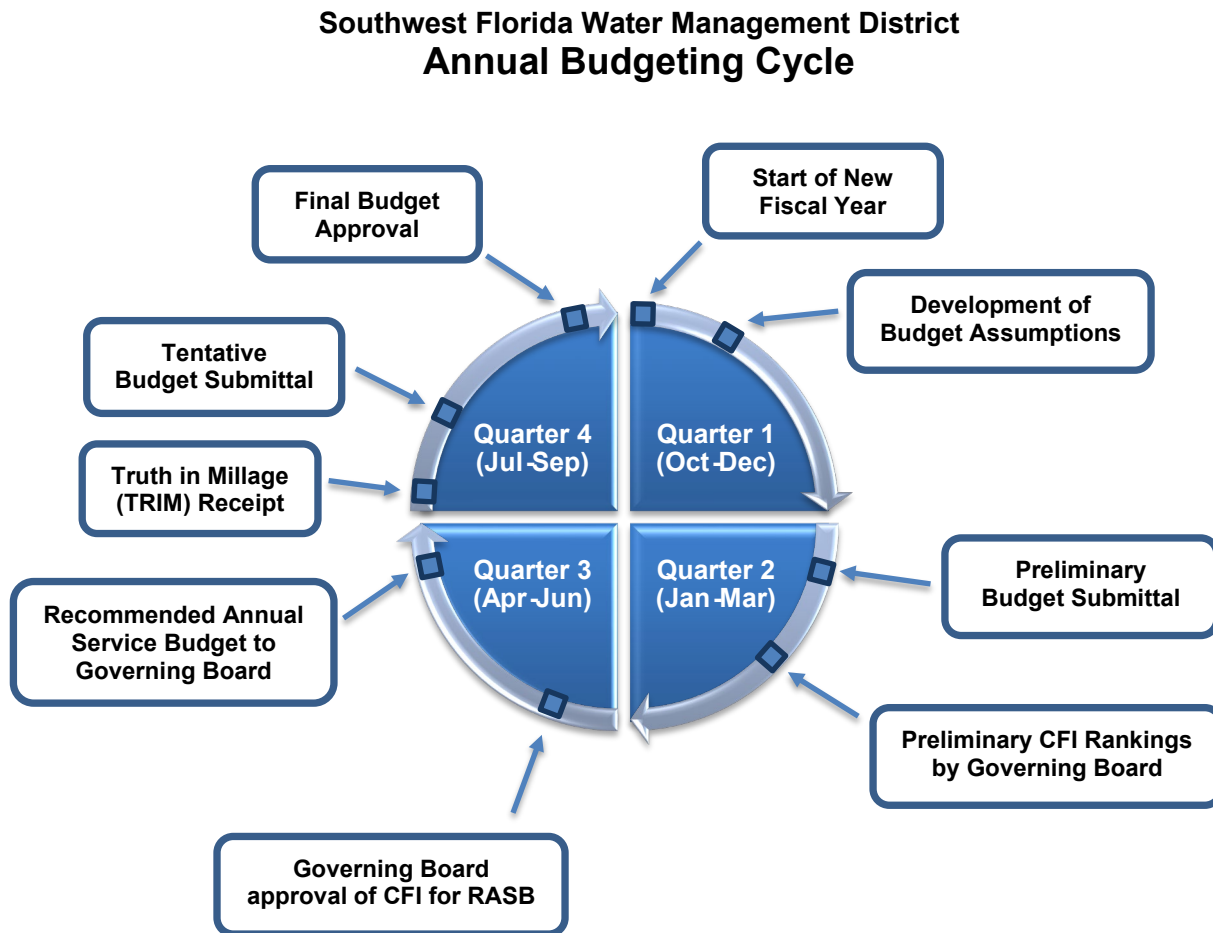 Southwest Florida Water Management District
Annual Budgeting Cycle
Start of New
Fiscal Year
Final Budget
Approval
Development of
Budget Assumptions
Tentative
Budget Submittal
Quarter 4
(Jul-Sep)
Quarter 1
(Oct-Dec)
Truth in Millage
(TRIM) Receipt
Quarter 3
(Apr-Jun)
Quarter 2
(Jan-Mar)
Preliminary
Budget Submittal
Recommended Annual
Service Budget to
Governing Board
Preliminary CFI Rankings
by Governing Board
Governing Board
approval of CFI for RASB